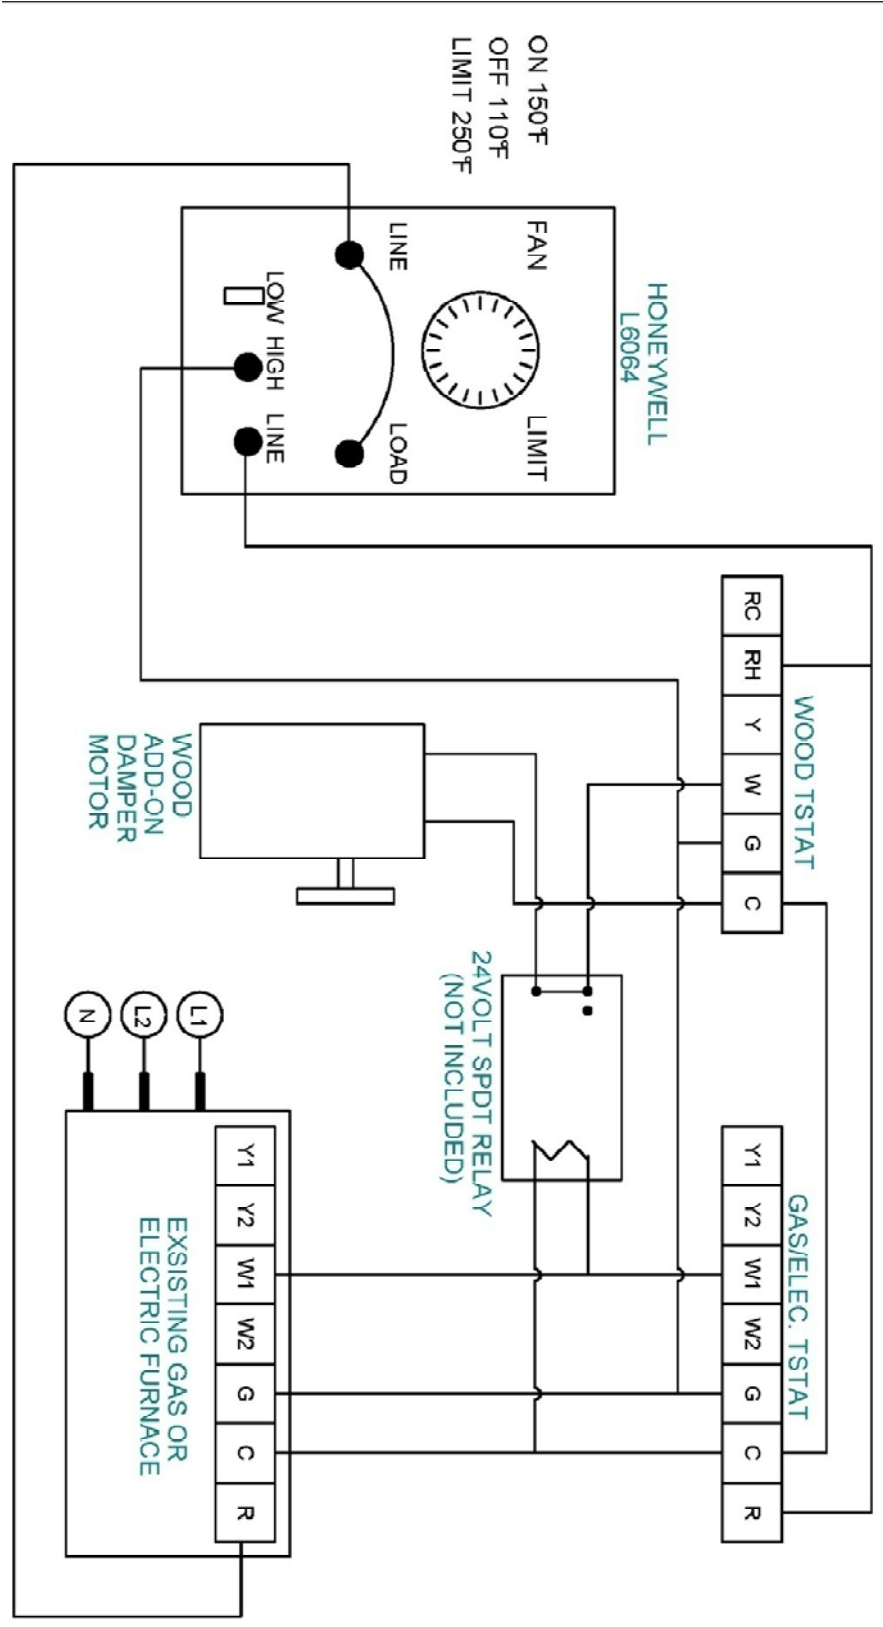 ON 150°F
OFF 110°F
LIMIT 250°F
HONEYWELL
L6064
FAN
LIMIT
LINE
LOAD
LOW
HIGH
LINE
WOOD TSTAT
RC
RH
Y
W
G
C
GAS/ELEC. TSTAT
Y1
Y2
W1
W2
G
C
R
24VOLT SPDT RELAY
(NOT INCLUDED)
WOOD
ADD-ON
DAMPER
MOTOR
L1
L2
N
Y1
Y2
W1
W2
G
C
R
EXSISTING GAS OR
ELECTRIC FURNACE